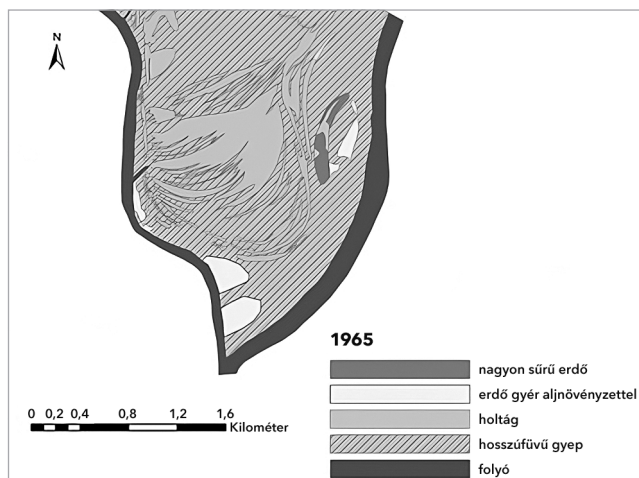 N
1965
nagyon sűrű erdő
erdő gyér aljnövényzettel
holtág
hosszúfüvű gyep
folyó
0 0,2 0,4 0,8 1,2 1,6
Kilométer